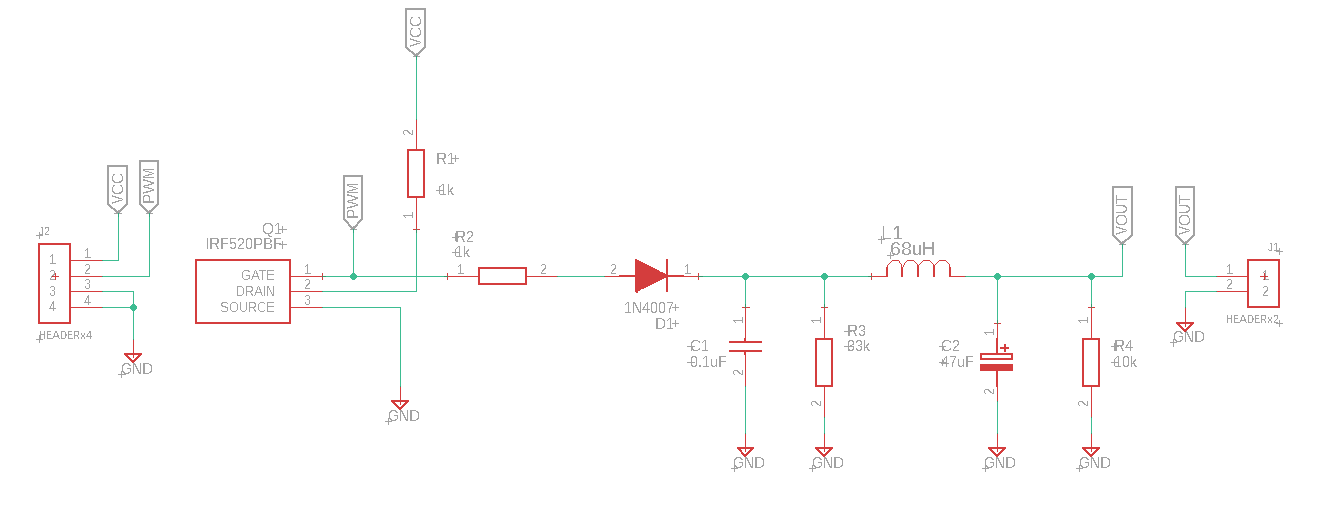 VCC
2
R1
1k
1
VCC
PWM
PWM
VOUT
VOUT
J2
1
2
3
4
1
2
3
4
HEADERx4
GND
Q1
IRF520PBF
GATE
DRAIN
SOURCE
1
2
3
GND
R2
1k
1
2
2
1
1N4007
D1
1
C1
0.1uF
2
GND
1
R3
33k
2
GND
L1
68uH
1
C2
47uF
2
GND
1
R4
10k
2
GND
J1
1
2
1
2
HEADERx2
GND